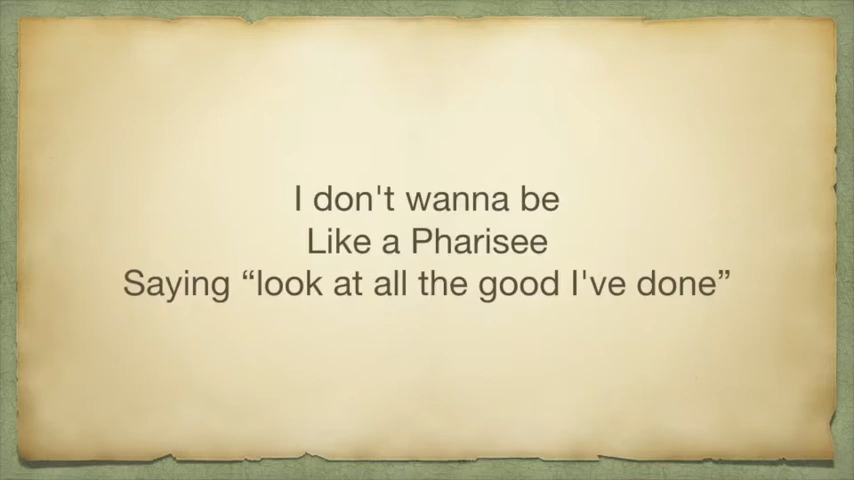 I don't wanna be
Like a Pharisee
Saying “look at all the good I've done”